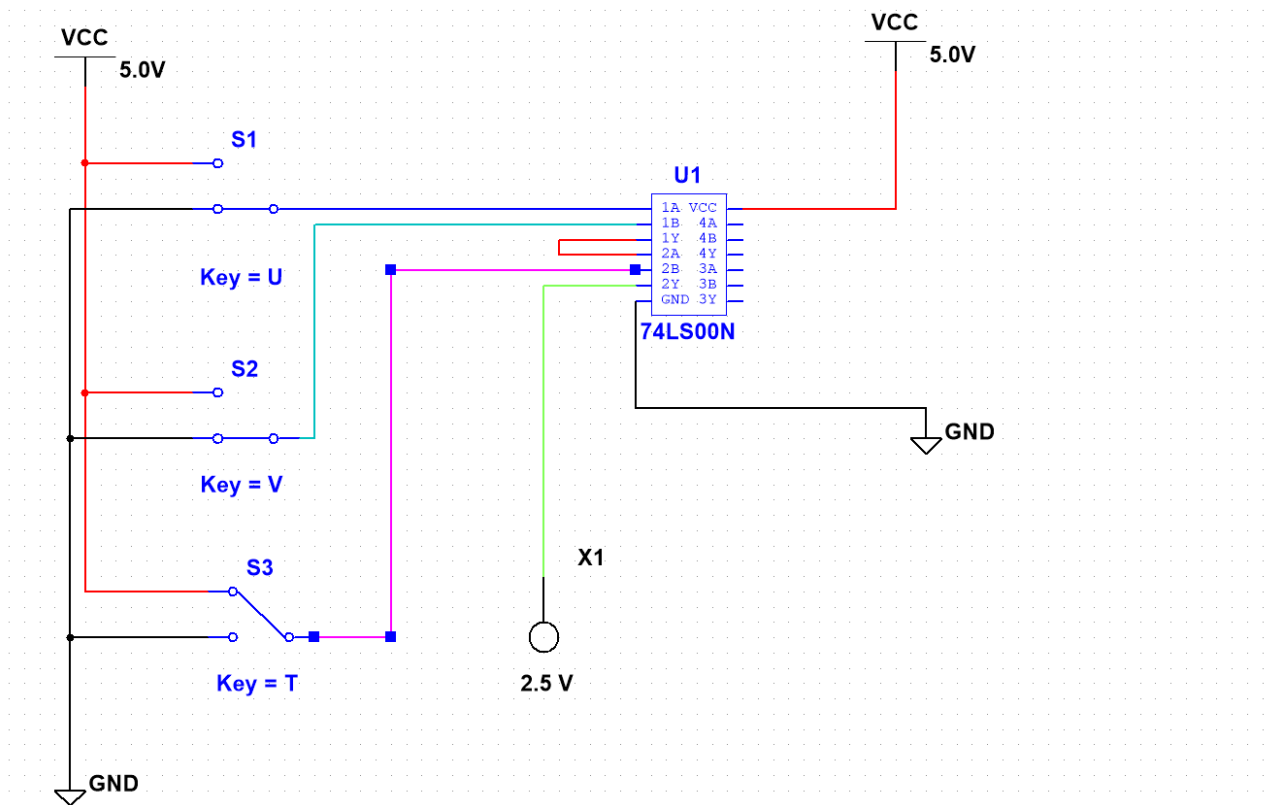 VCC
5.0V
VCC
5.0V
S1
Key = U
U1
1A VCC
1B 4A
1Y 4B
2A 4Y
2B 3A
2Y 3B
GND 3Y
74LS00N
S2
Key = V
GND
S3
Key = T
X1
2.5 V
GND